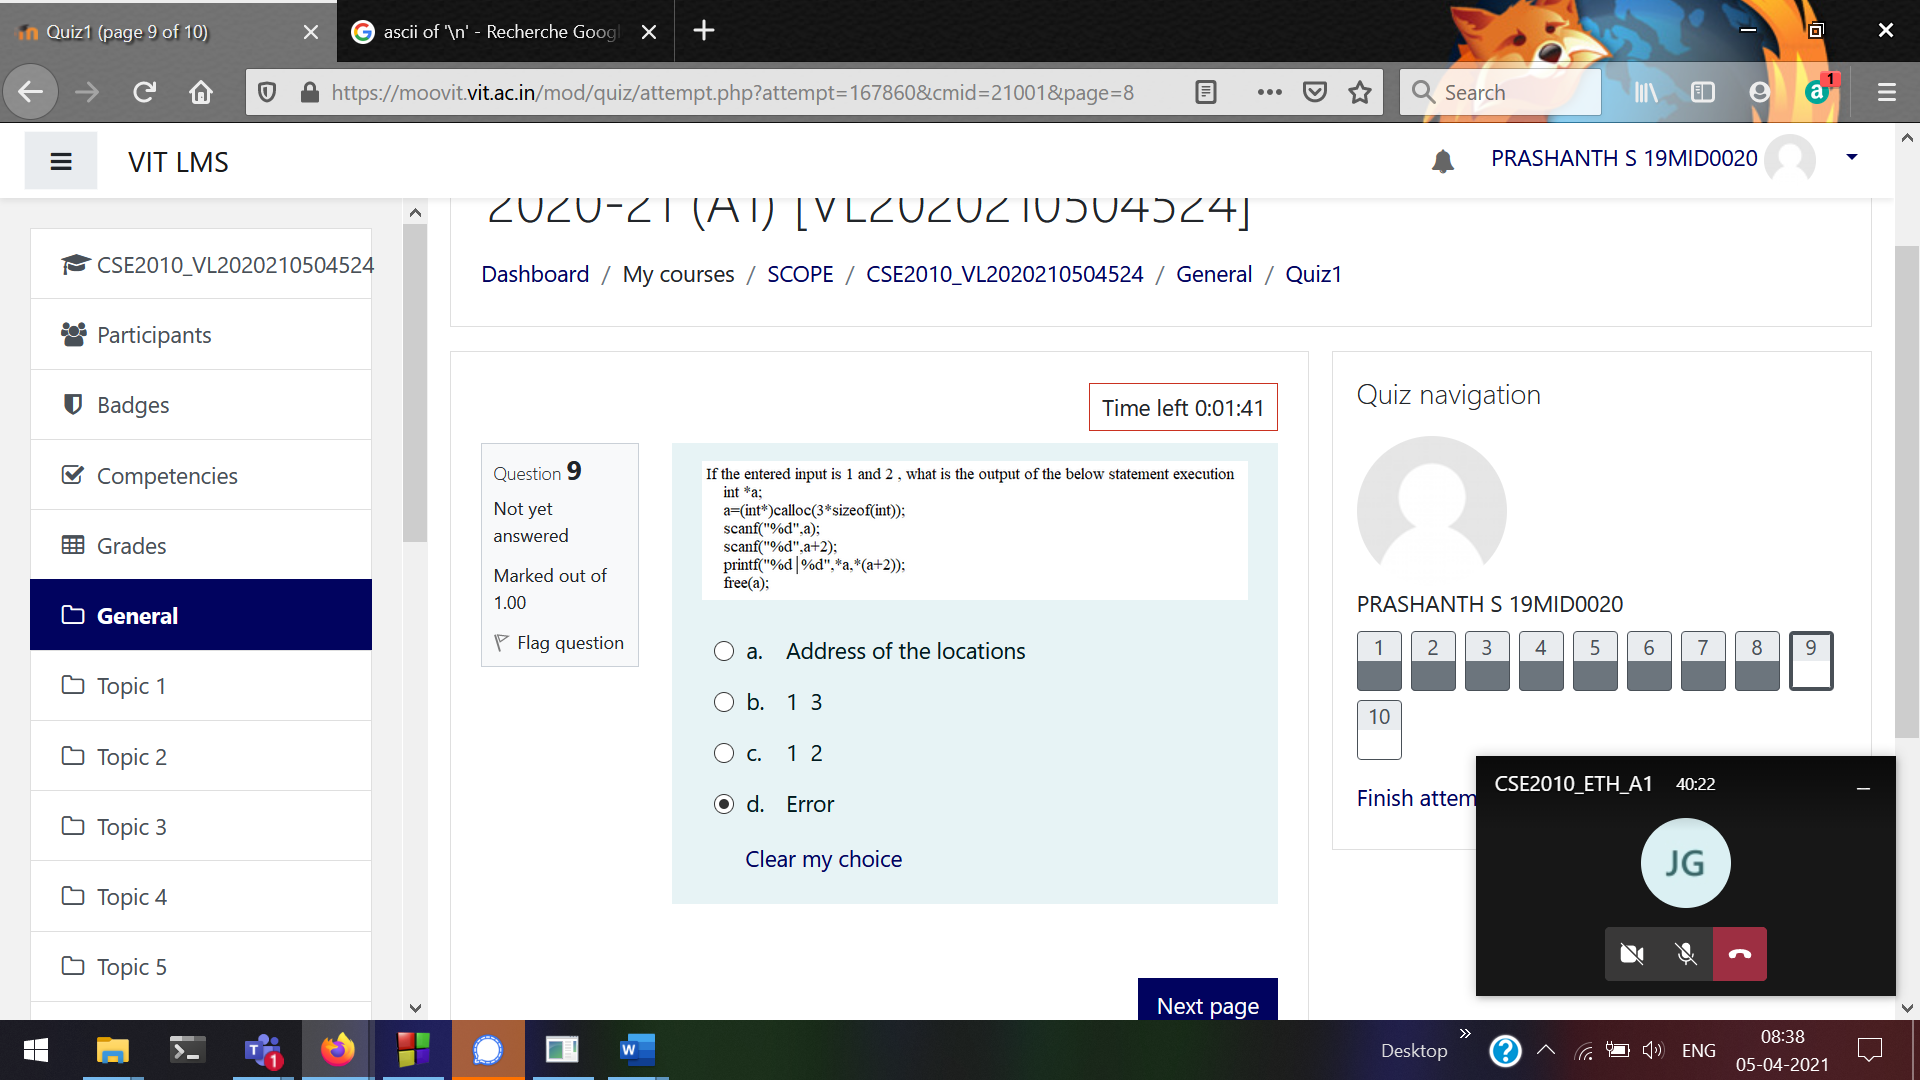 Quiz1 (page 9 of 10)
ascii of '\n' - Recherche Goog
https://moovit.vit.ac.in/mod/quiz/attempt.php?attempt=167860&cmid=21001&page=8
Search
a
1
VIT LMS
PRASHANTH S 19MID0020
2020-21 (A1) [VL2020210504524]
Dashboard / My courses / SCOPE / CSE2010_VL2020210504524 / General / Quiz1
CSE2010_VL2020210504524
Participants
Badges
Competencies
Grades
General
Topic 1
Topic 2
Topic 3
Topic 4
Topic 5
Time left 0:01:41
Question 9
Not yet
answered
Marked out of
1.00
Flag question
If the entered input is 1 and 2 , what is the output of the below statement execution
int *a;
a=(int*)calloc(3*sizeof(int));
scanf("%d",a);
scanf("%d",a+2);
printf("%d|%d",*a,*(a+2));
free(a);
a. Address of the locations
b. 1 3
c. 1 2
d. Error
Clear my choice
Next page
Quiz navigation
PRASHANTH S 19MID0020
1 2 3 4 5 6 7 8 9
10
Finish attem
CSE2010_ETH_A1 40:22
JG
T
1
W
Desktop
»
?
ENG
08:38
05-04-2021